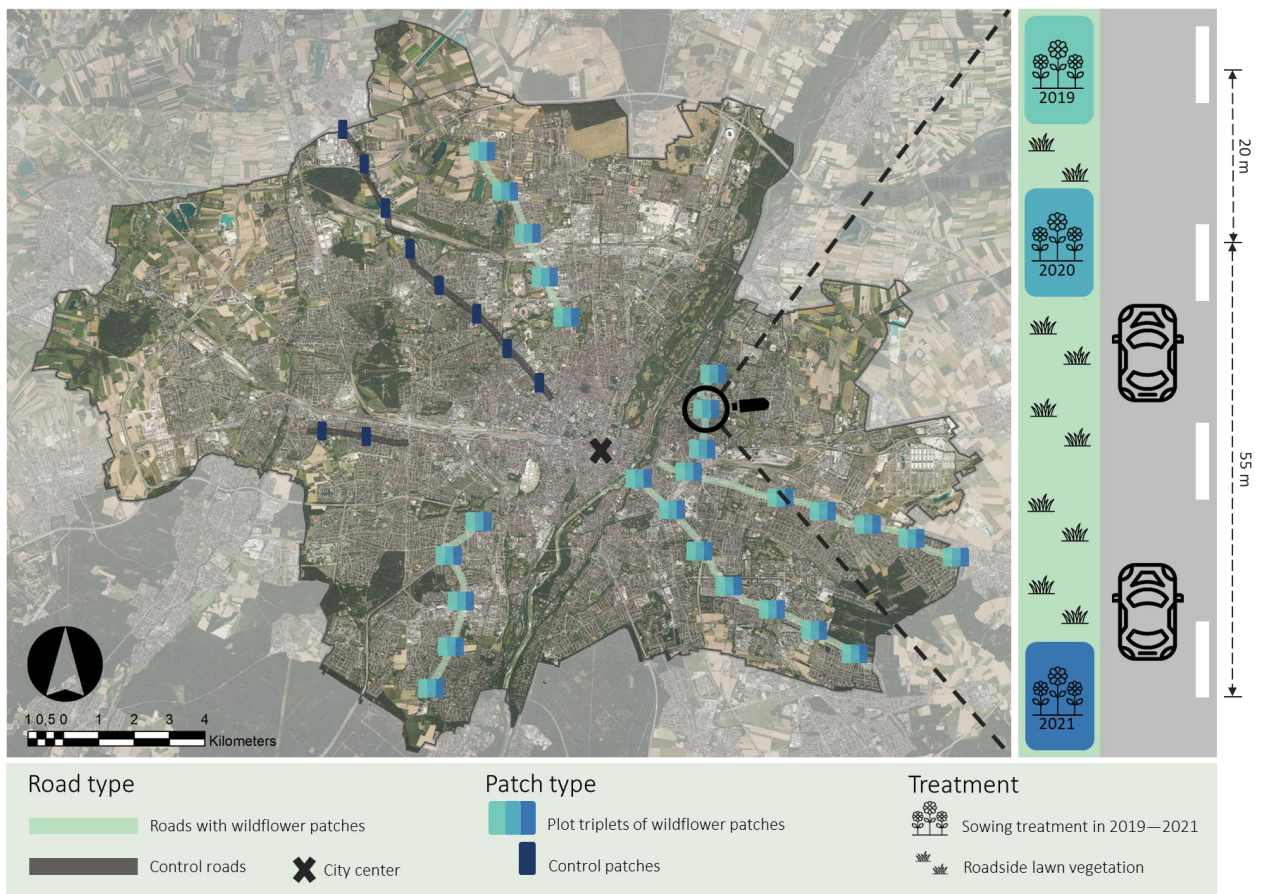 2019
20 m
2020
55 m
2021
1 0,5 0 1 2 3 4
Kilometers
Road type
Roads with wildflower patches
Control roads
City center
Patch type
Plot triplets of wildflower patches
Control patches
Treatment
Sowing treatment in 2019—2021
Roadside lawn vegetation